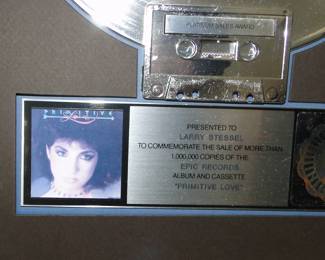 PLATINUM SALES AWARD
PRIMITIVE
PRESENTED TO
LARRY STESSEL
TO COMMEMORATE THE SALE OF MORE THAN
1,000,000 COPIES OF THE
EPIC RECORDS
ALBUM AND CASSETTE
"PRIMITIVE LOVE"